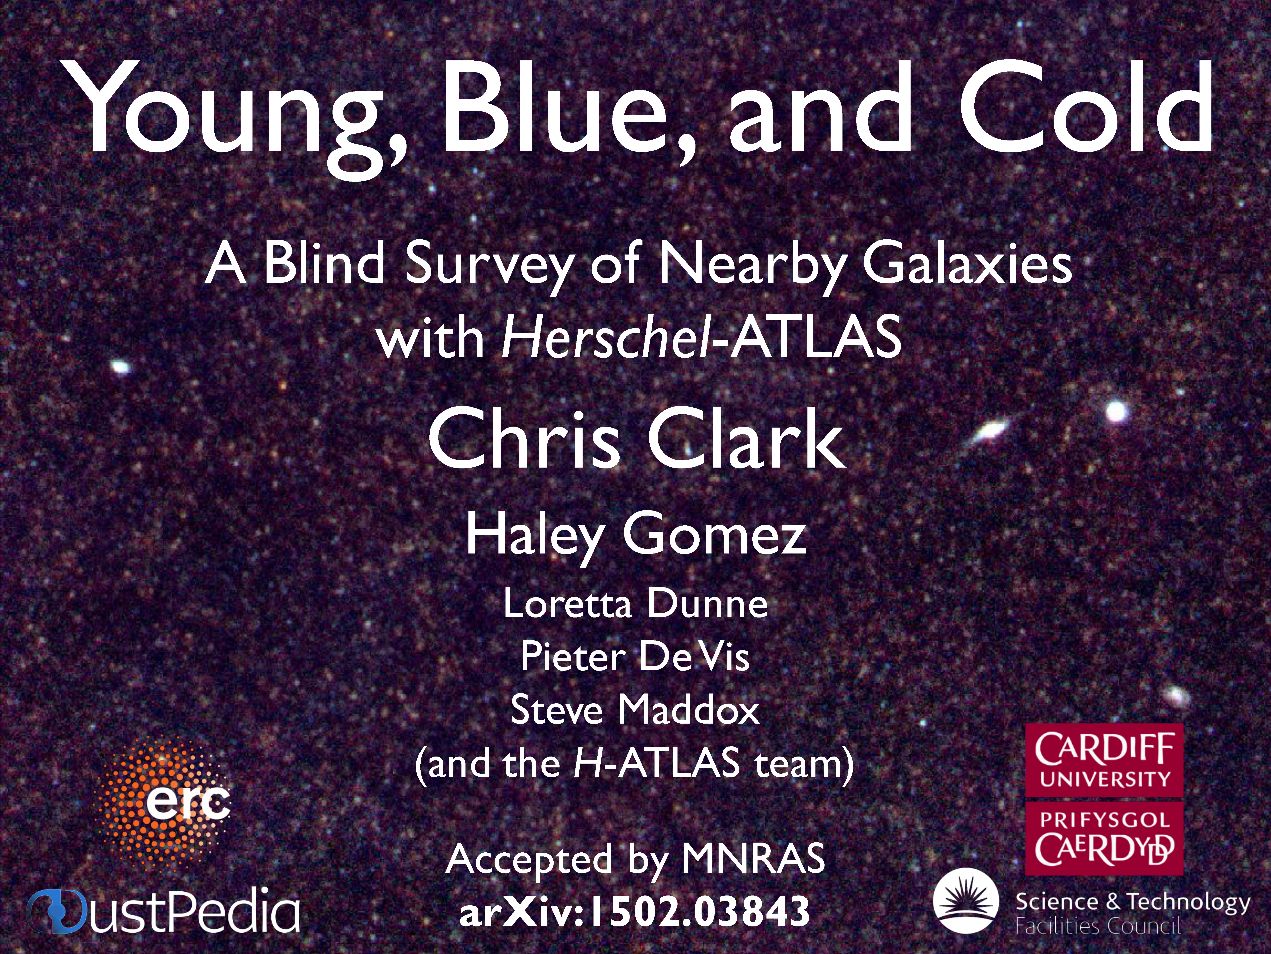 Young, Blue, and Cold
A Blind Survey of Nearby Galaxies
with Herschel-ATLAS
Chris Clark
Haley Gomez
Loretta Dunne
Pieter De Vis
Steve Maddox
(and the H-ATLAS team)
Accepted by MNRAS
arXiv:1502.03843
erc
DustPedia
CARDIFF
UNIVERSITY
PRIFYSGOL
CAERDYDD
Science & Technology
Facilities Council